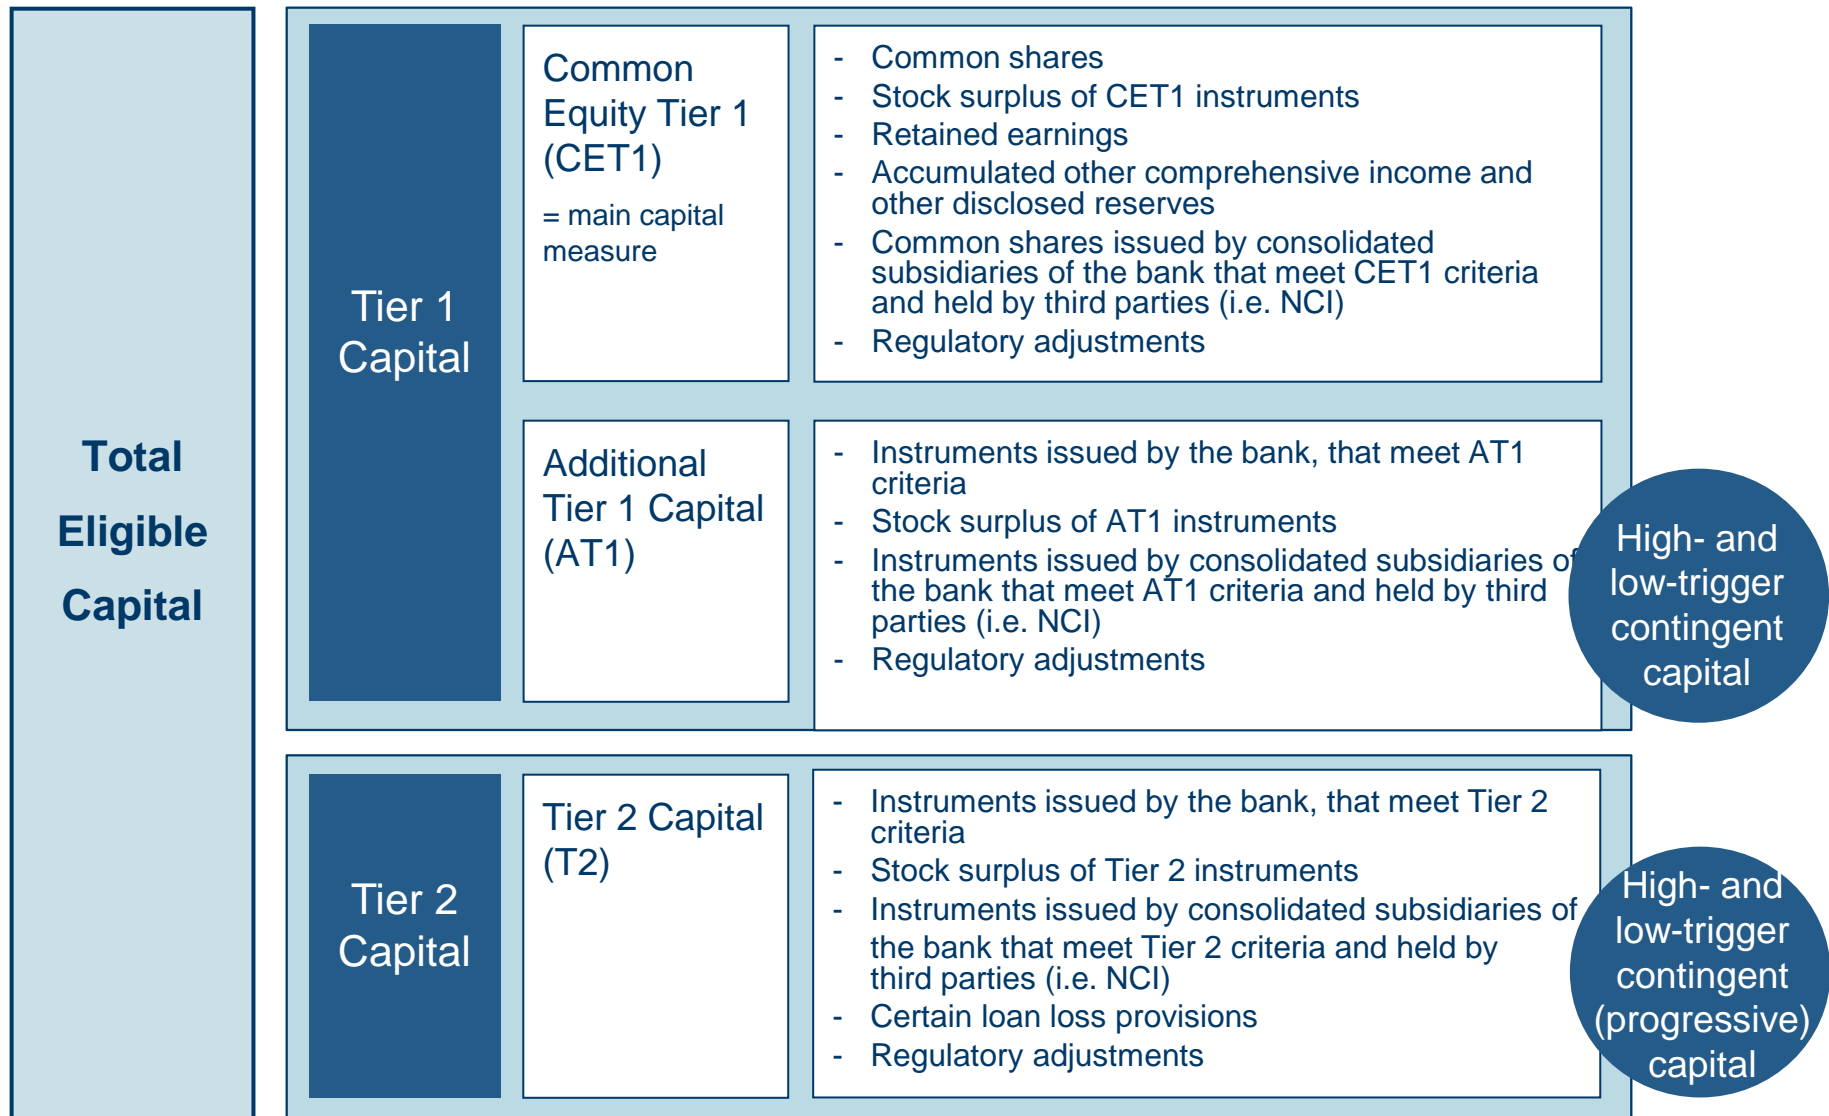 Total
Eligible
Capital
Tier 1
Capital
Common
Equity Tier 1
(CET1)
= main capital
measure
- Common shares
- Stock surplus of CET1 instruments
- Retained earnings
- Accumulated other comprehensive income and
other disclosed reserves
- Common shares issued by consolidated
subsidiaries of the bank that meet CET1 criteria
and held by third parties (i.e. NCI)
- Regulatory adjustments
Additional
Tier 1 Capital
(AT1)
- Instruments issued by the bank, that meet AT1
criteria
- Stock surplus of AT1 instruments
- Instruments issued by consolidated subsidiaries of
the bank that meet AT1 criteria and held by third
parties (i.e. NCI)
- Regulatory adjustments
High- and
low-trigger
contingent
capital
Tier 2
Capital
Tier 2 Capital
(T2)
- Instruments issued by the bank, that meet Tier 2
criteria
- Stock surplus of Tier 2 instruments
- Instruments issued by consolidated subsidiaries of
the bank that meet Tier 2 criteria and held by
third parties (i.e. NCI)
- Certain loan loss provisions
- Regulatory adjustments
High- and
low-trigger
contingent
(progressive)
capital